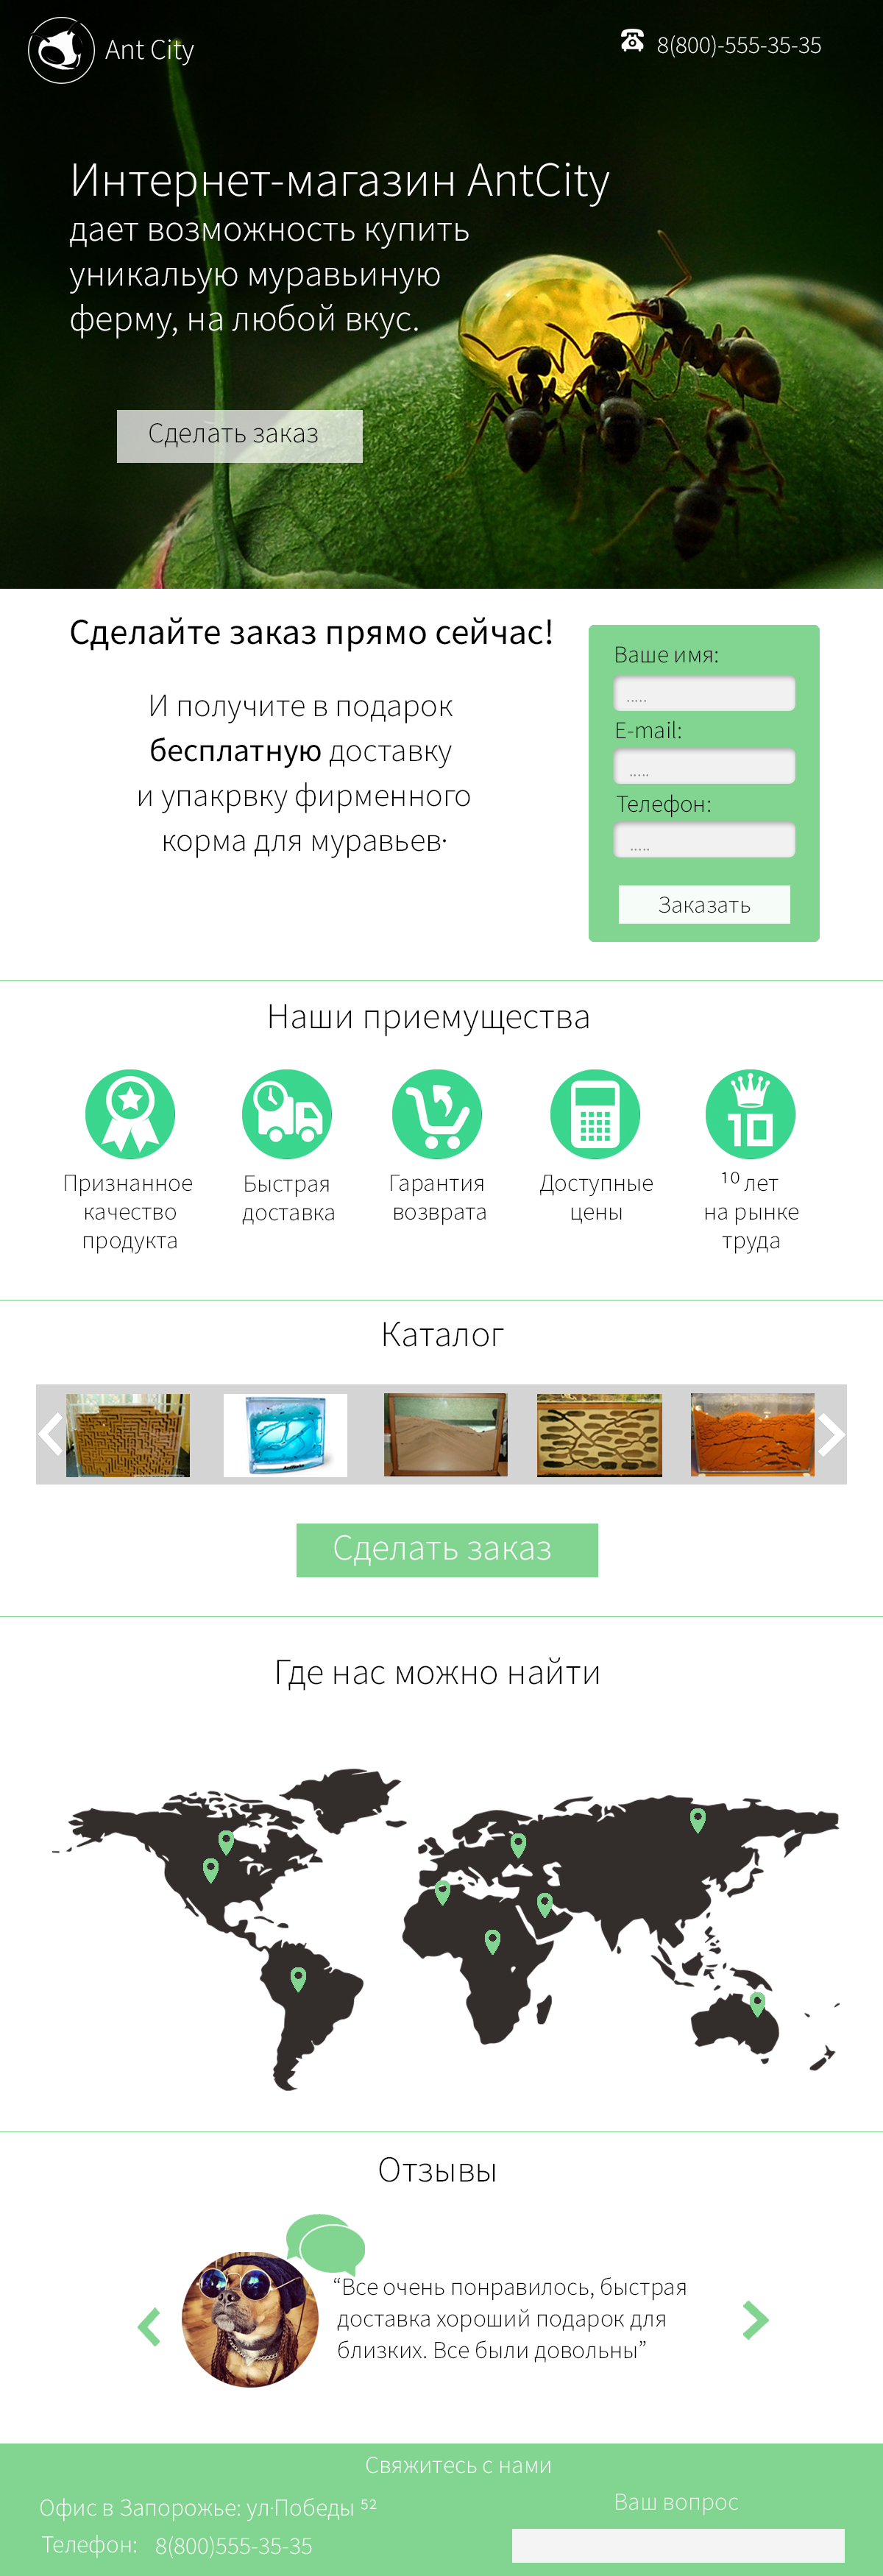 Ant City
8(800)-555-35-35
Интернет-магазин AntCity
дает возможность купить
уникальую муравьиную
ферму, на любой вкус.
Сделать заказ
Сделайте заказ прямо сейчас!
И получите в подарок
бесплатную доставку
и упакрвку фирменного
корма для муравьев·
Ваше имя:
.....
E-mail:
.....
Телефон:
.....
Заказать
Наши приемущества
10
Признанное
качество
продукта
Быстрая
доставка
Гарантия
возврата
Доступные
цены
¹⁰ лет
на рынке
труда
Каталог
Сделать заказ
Где нас можно найти
Отзывы
“Все очень понравилось, быстрая
доставка хороший подарок для
близких. Все были довольны”
Свяжитесь с нами
Офис в Запорожье: ул·Победы ⁵²
Телефон: 8(800)555-35-35
Ваш вопрос